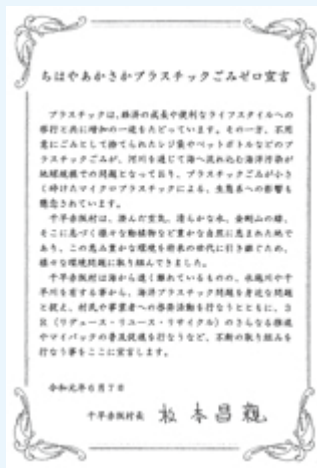 ちはやあかさかプラスチックごみゼロ宣言
プラスチックは、経済の成長や便利なライフスタイルへの
移行と共に増加の一途をたどっています。その一方、不用
意にごみとして捨てられたレジ袋やペットボトルなどのプ
ラスチックごみが、河川を通じて海へ流れ込む海洋汚染が
地球規模での問題となっており、プラスチックごみが小さ
く砕けたマイクロプラスチックによる、生態系への影響も
懸念されています。
千早赤阪村は、澄んだ空気、清らかな水、金剛山の緑、
そこに息づく様々な動植物など豊かな自然に恵まれた地で
あり、この恵み豊かな環境を将来の世代に引き継ぐため、
様々な環境問題に取り組んできました。
千早赤阪村は海から遠く離れているものの、水越川や千
早川を有する事から、海洋プラスチック問題を身近な問題
と捉え、村民や事業者への啓発活動を行なうとともに、3
R（リデュース・リユース・リサイクル）のさらなる推進
やマイバックの普及促進を行なうなど、不断の取り組みを
行なう事をここに宣言します。
令和元年6月7日
千早赤阪村長 松本昌親